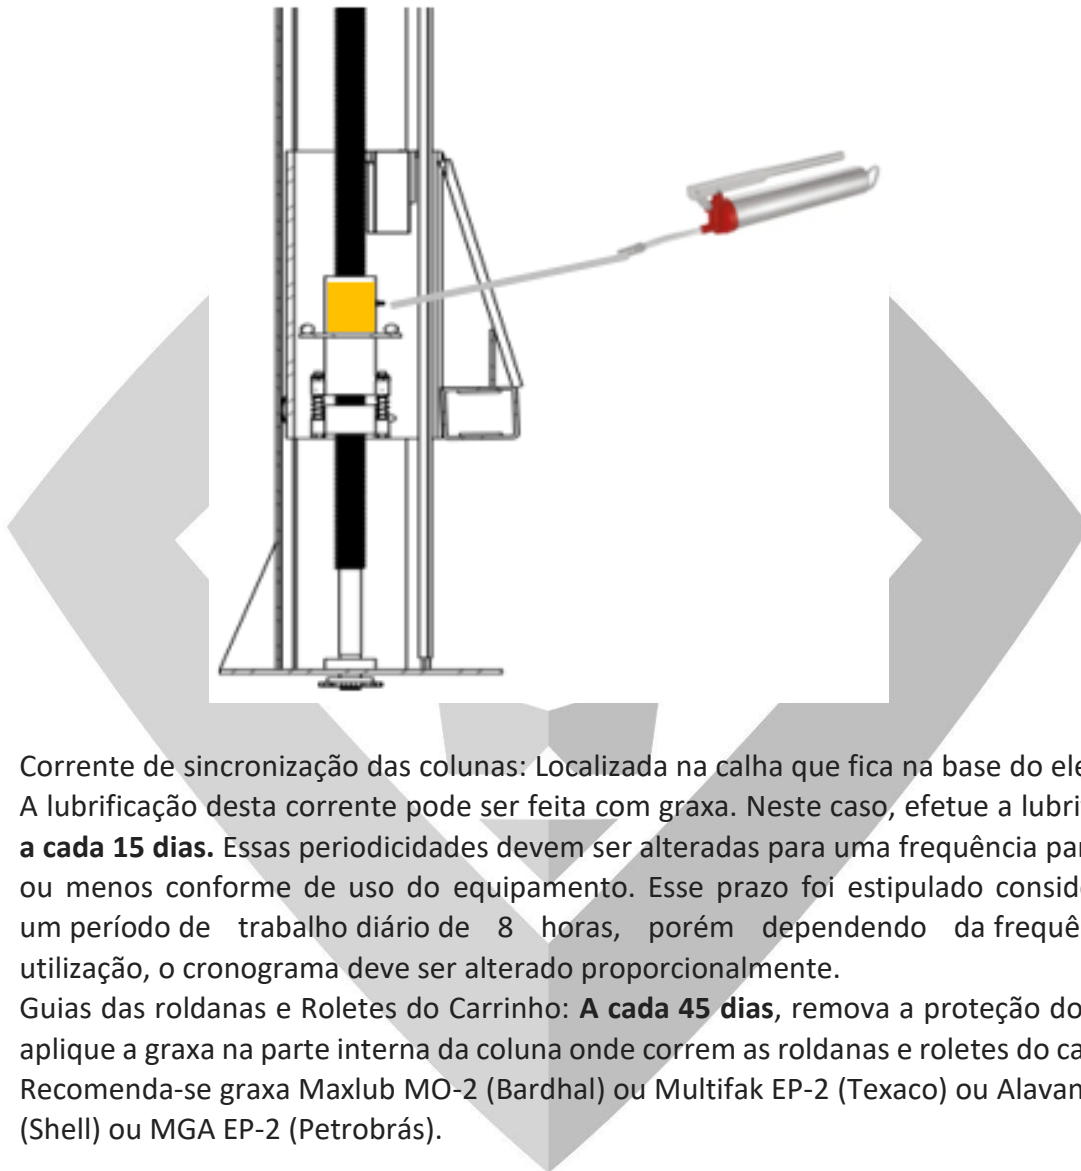 Corrente de sincronização das colunas: Localizada na calha que fica na base do ele
A lubrificação desta corrente pode ser feita com graxa. Neste caso, efetue a lubri
a cada 15 dias. Essas periodicidades devem ser alteradas para uma frequência par
ou menos conforme de uso do equipamento. Esse prazo foi estipulado consid
um período de trabalho diário de 8 horas, porém dependendo da frequê
utilização, o cronograma deve ser alterado proporcionalmente.
Guias das roldanas e Roletes do Carrinho: A cada 45 dias, remova a proteção do
aplique a graxa na parte interna da coluna onde correm as roldanas e roletes do ca
Recomenda-se graxa Maxlub MO-2 (Bardhal) ou Multifak EP-2 (Texaco) ou Alavan
(Shell) ou MGA EP-2 (Petrobrás).